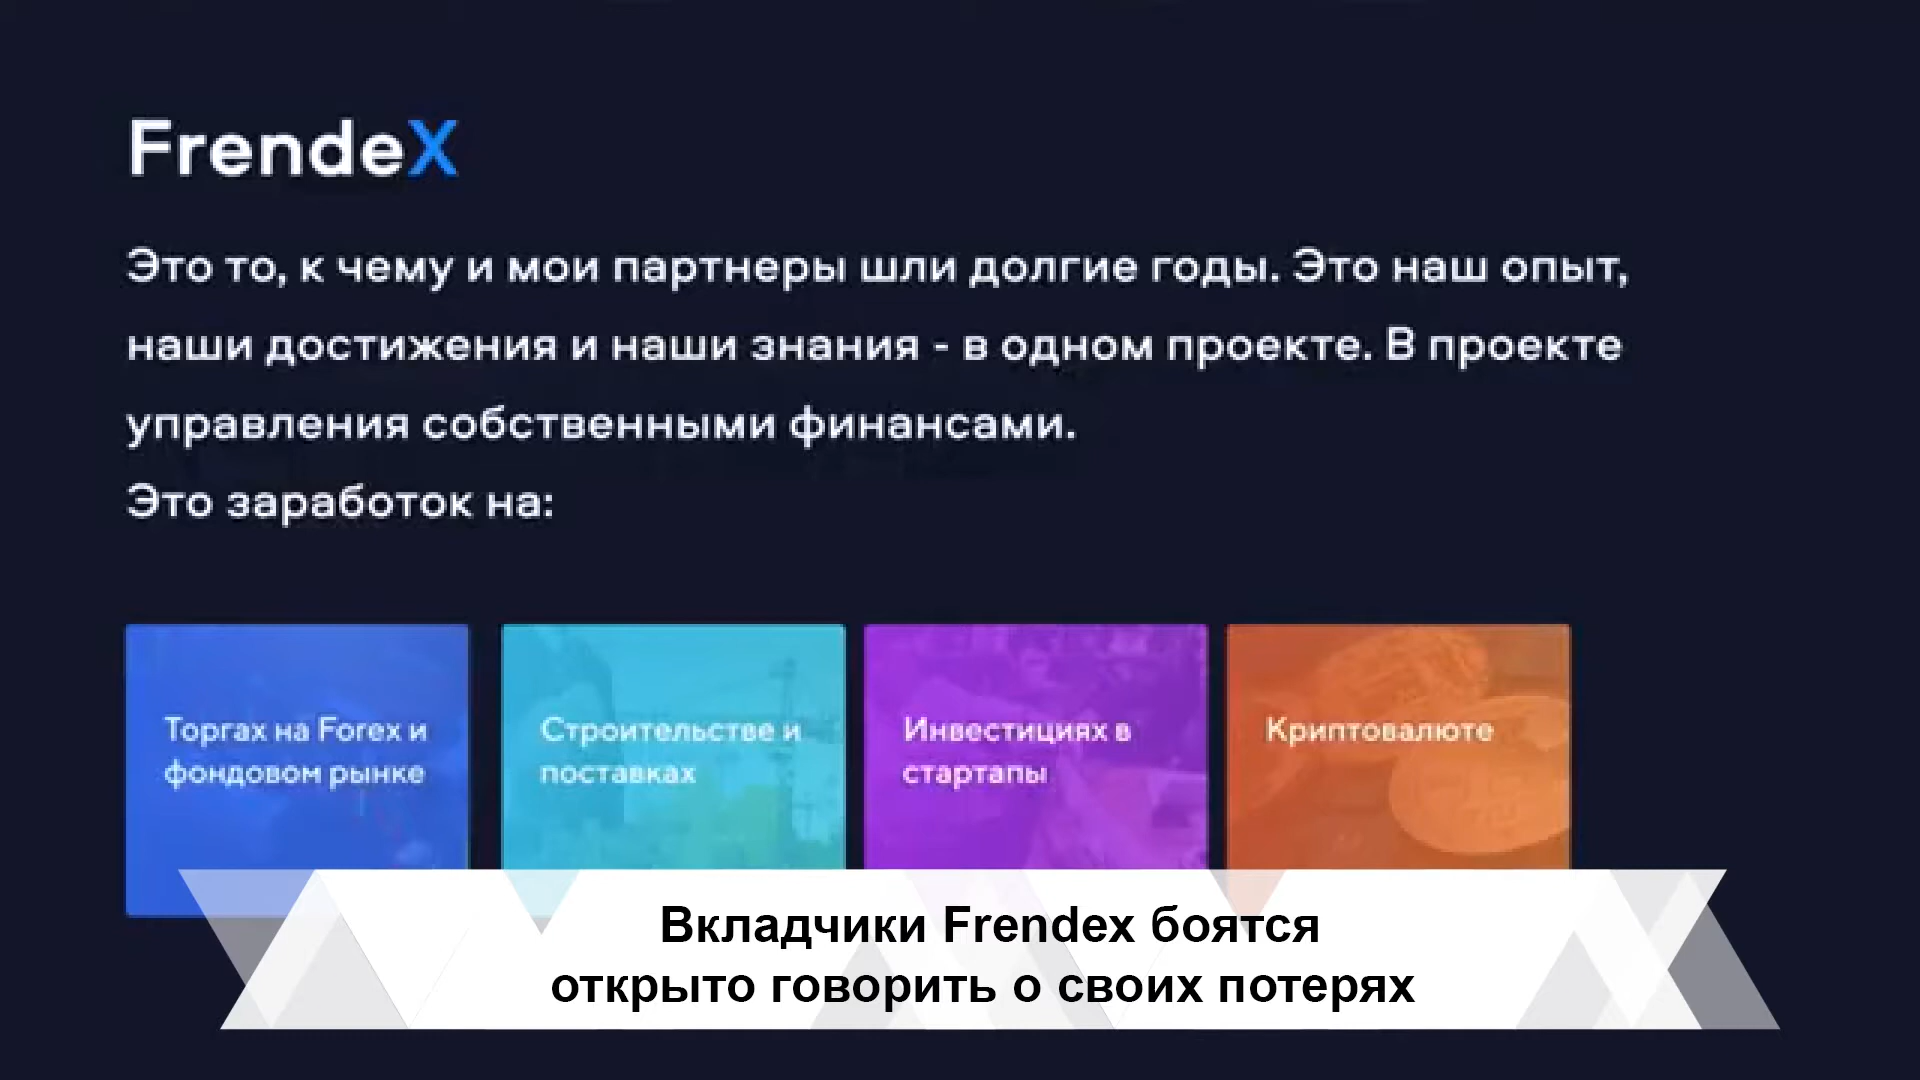 FrendeX
Это то, к чему и мои партнеры шли долгие годы. Это наш опыт,
наши достижения и наши знания - в одном проекте. В проекте
управления собственными финансами.
Это заработок на:
Торгах на Forex и
фондовом рынке
Строительстве и
поставках
Инвестициях в
стартапы
Криптовалюте
Вкладчики Frendex боятся
открыто говорить о своих потерях